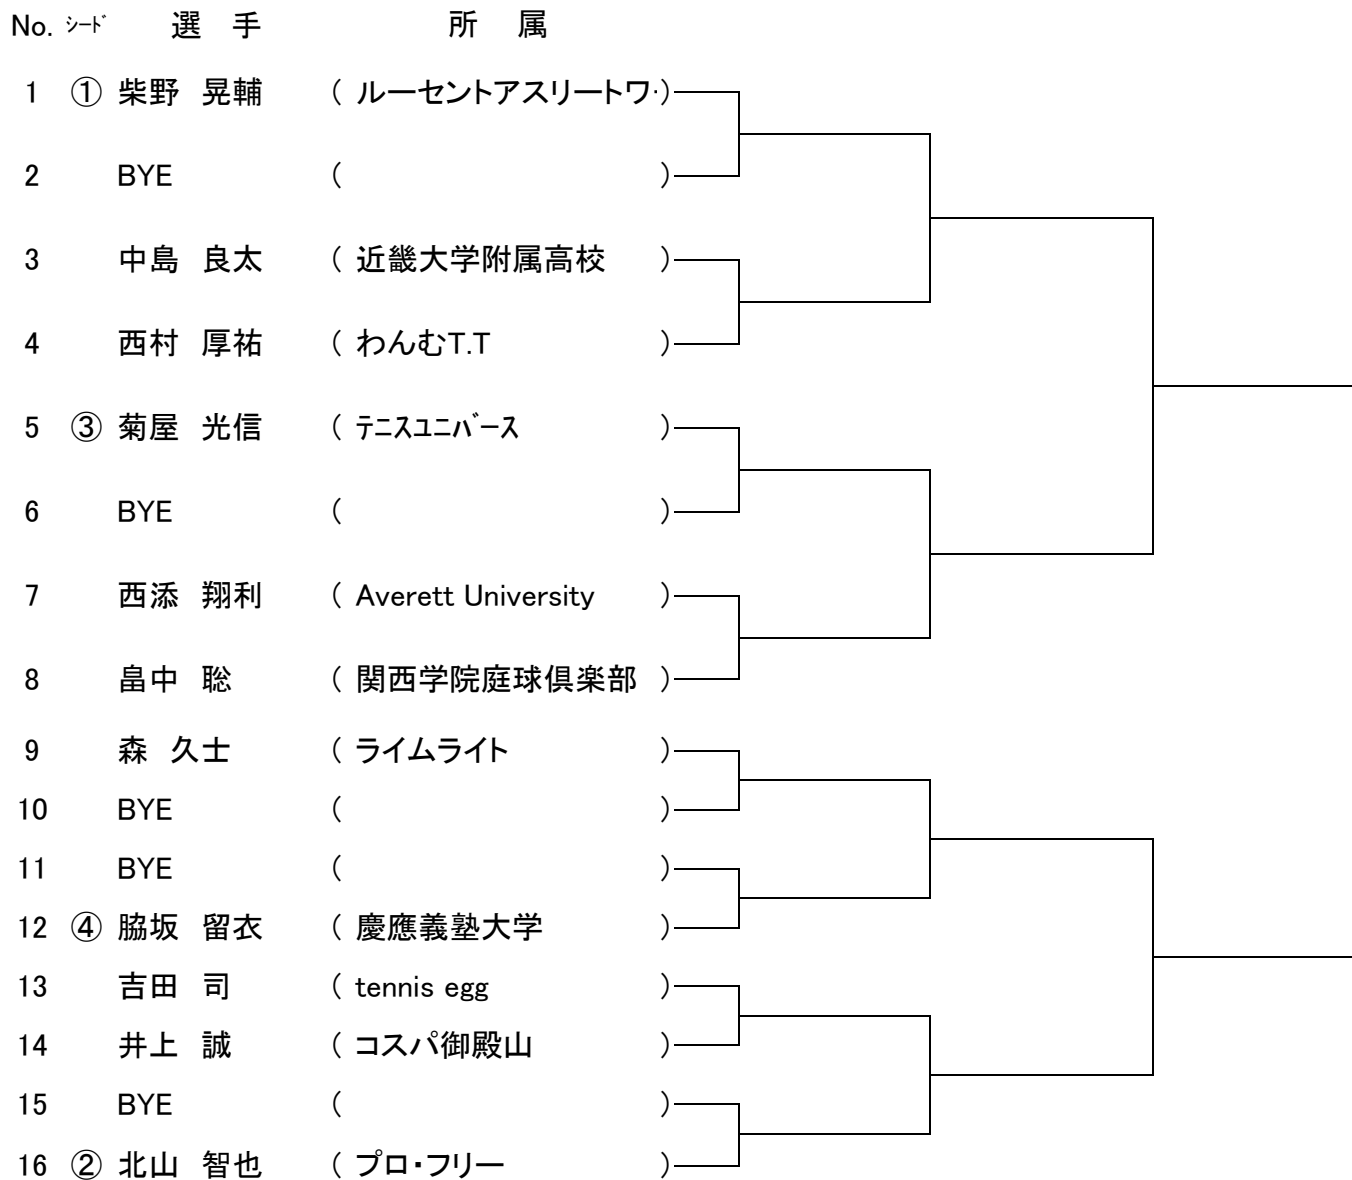 No. ｼｰﾄﾞ 選 手 所 属
1 ① 柴野 晃輔 ( ルーセントアスリートワ･)
2 BYE ( )
3 中島 良太 ( 近畿大学附属高校 )
4 西村 厚祐 ( わんむT.T )
5 ③ 菊屋 光信 ( ﾃﾆｽﾕﾆﾊﾞｰｽ )
6 BYE ( )
7 西添 翔利 ( Averett University )
8 畠中 聡 ( 関西学院庭球倶楽部 )
9 森 久士 ( ライムライト )
10 BYE ( )
11 BYE ( )
12 ④ 脇坂 留衣 ( 慶應義塾大学 )
13 吉田 司 ( tennis egg )
14 井上 誠 ( コスパ御殿山 )
15 BYE ( )
16 ② 北山 智也 ( プロ・フリー )